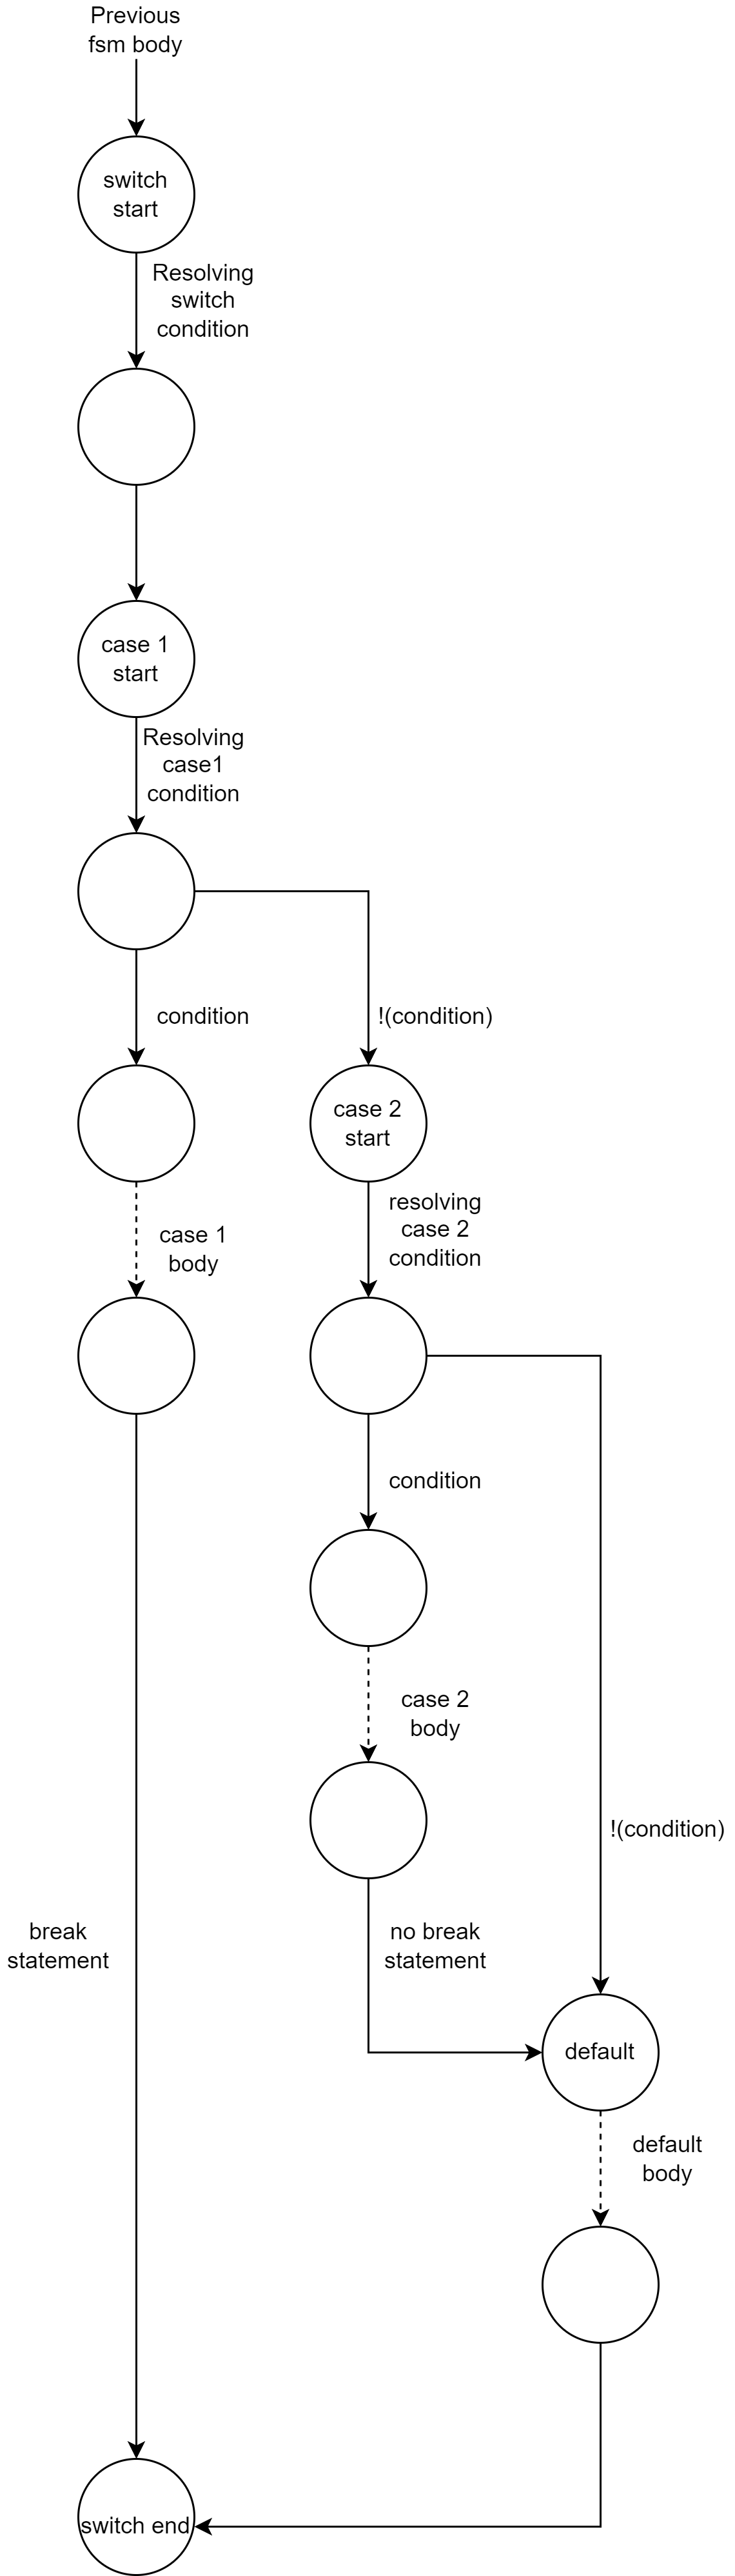 Previous
fsm body
switch
start
Resolving
switch
condition
case 1
start
Resolving
case1
condition
condition
!(condition)
case 2
start
case 1
body
resolving
case 2
condition
condition
case 2
body
!(condition)
break
statement
no break
statement
default
default
body
switch end